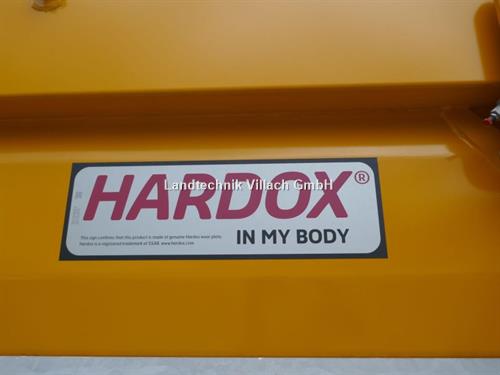 HARDOX®
Landtechnik Villach GmbH
IN MY BODY
This sign confirms that this product is made of genuine Hardox wear plate.
Hardox is a registered trademark of SSAB. www.hardox.com